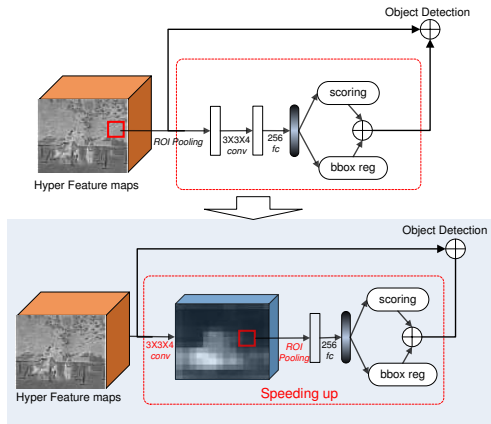 Object Detection
scoring
ROI Pooling
3X3X4
conv
256
fc
bbox reg
Hyper Feature maps
Object Detection
scoring
3X3X4
conv
ROI
Pooling
256
fc
bbox reg
Hyper Feature maps
Speeding up